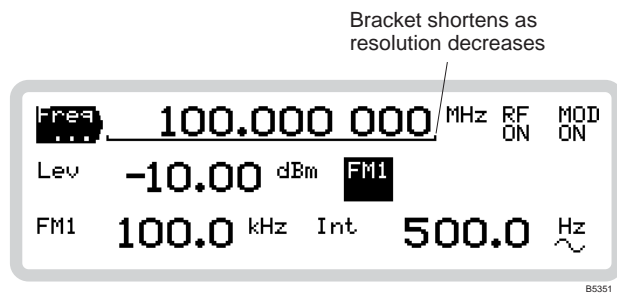 Bracket shortens as
resolution decreases
Freq 100.000 000 MHz RF ON MOD ON
...
Lev -10.00 dBm FM1
FM1 100.0 kHz Int 500.0 Hz
B5351